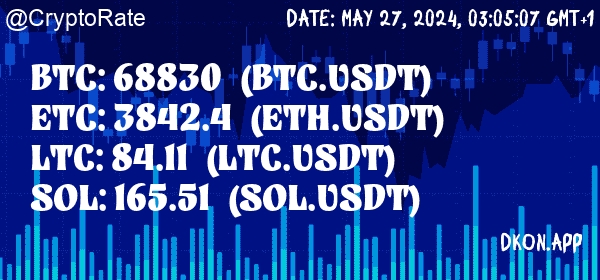 @CryptoRate
DATE: MAY 27, 2024, 03:05:07 GMT+1
BTC: 68830 (BTC.USDT)
ETC: 3842.4 (ETH.USDT)
LTC: 84.11 (LTC.USDT)
SOL: 165.51 (SOL.USDT)
DKON.APP